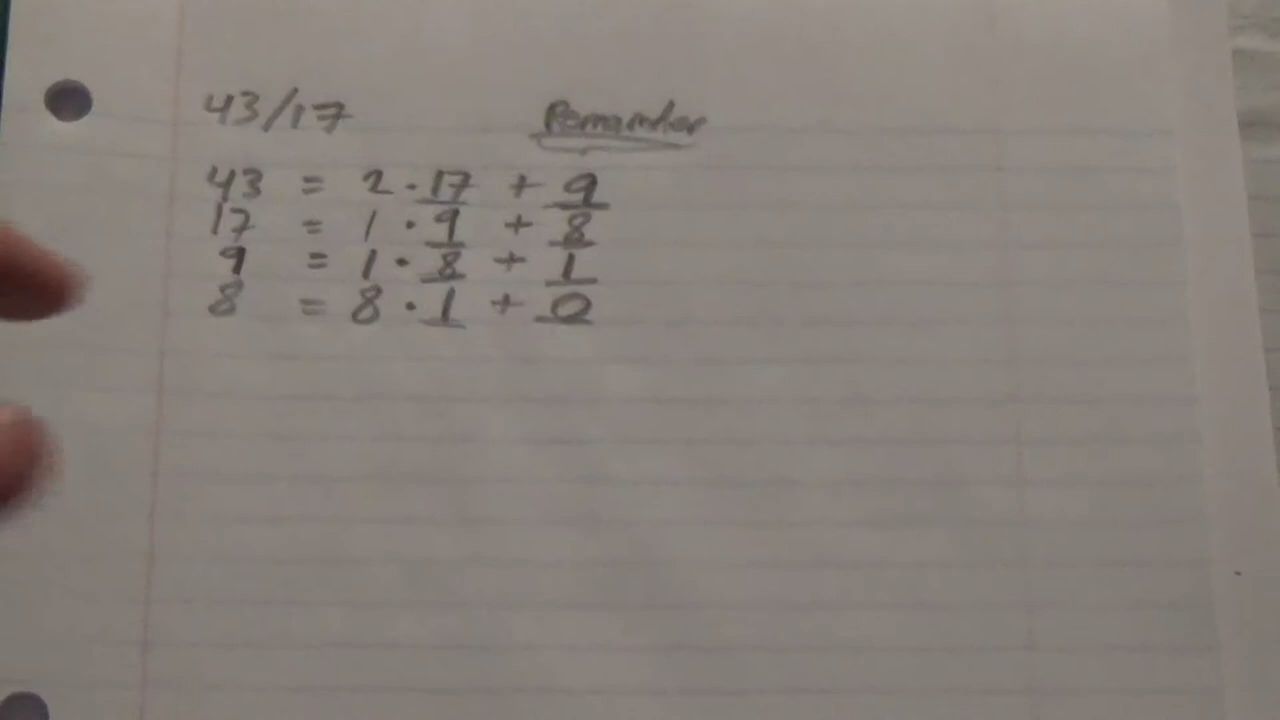 43/17 Remainder
43 = 2 · 17 + 9
17 = 1 · 9 + 8
9 = 1 · 8 + 1
8 = 8 · 1 + 0